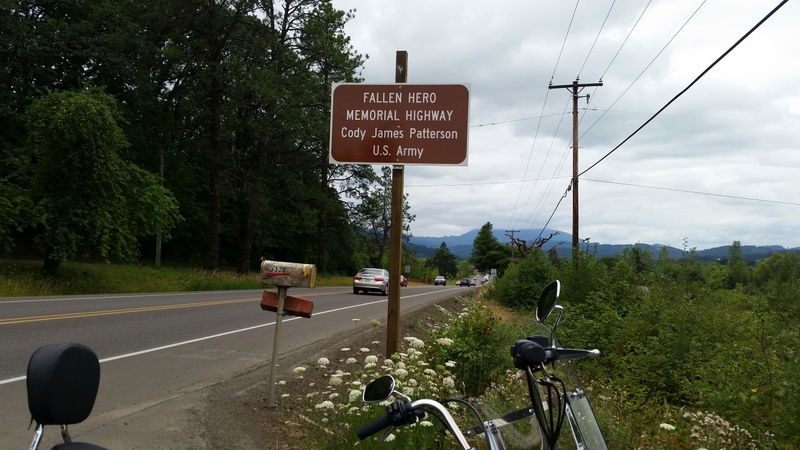 FALLEN HERO
MEMORIAL HIGHWAY
Cody James Patterson
U.S. Army